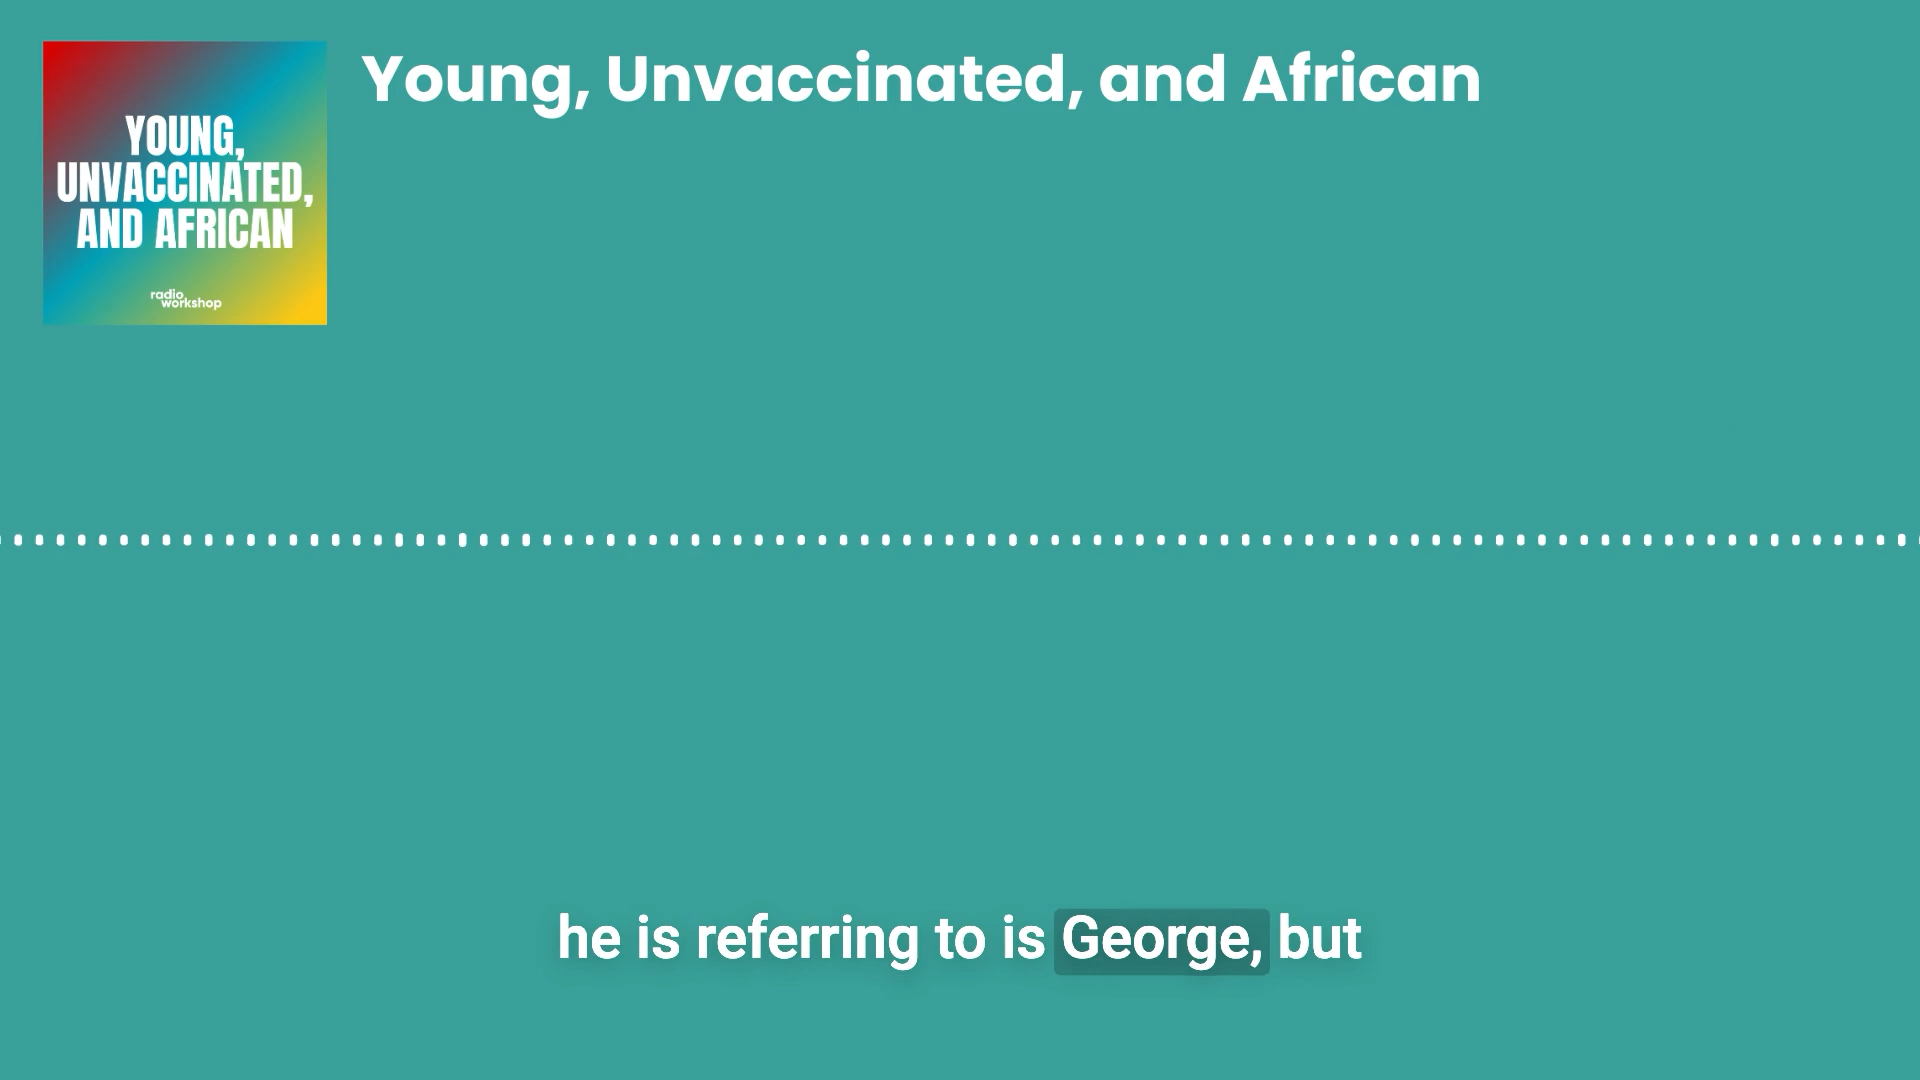 YOUNG,
UNVACCINATED,
AND AFRICAN
radio
workshop
Young, Unvaccinated, and African
he is referring to is George, but